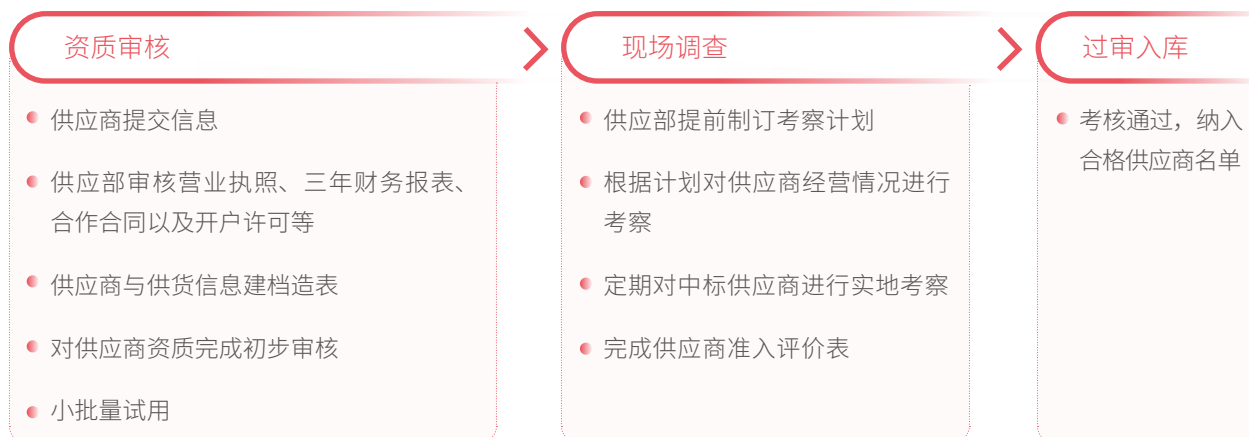 资质审核
供应商提交信息
供应部审核营业执照、三年财务报表、
合作合同以及开户许可等
供应商与供货信息建档造表
对供应商资质完成初步审核
小批量试用
现场调查
供应部提前制订考察计划
根据计划对供应商经营情况进行
考察
定期对中标供应商进行实地考察
完成供应商准入评价表
过审入库
考核通过，纳入
合格供应商名单